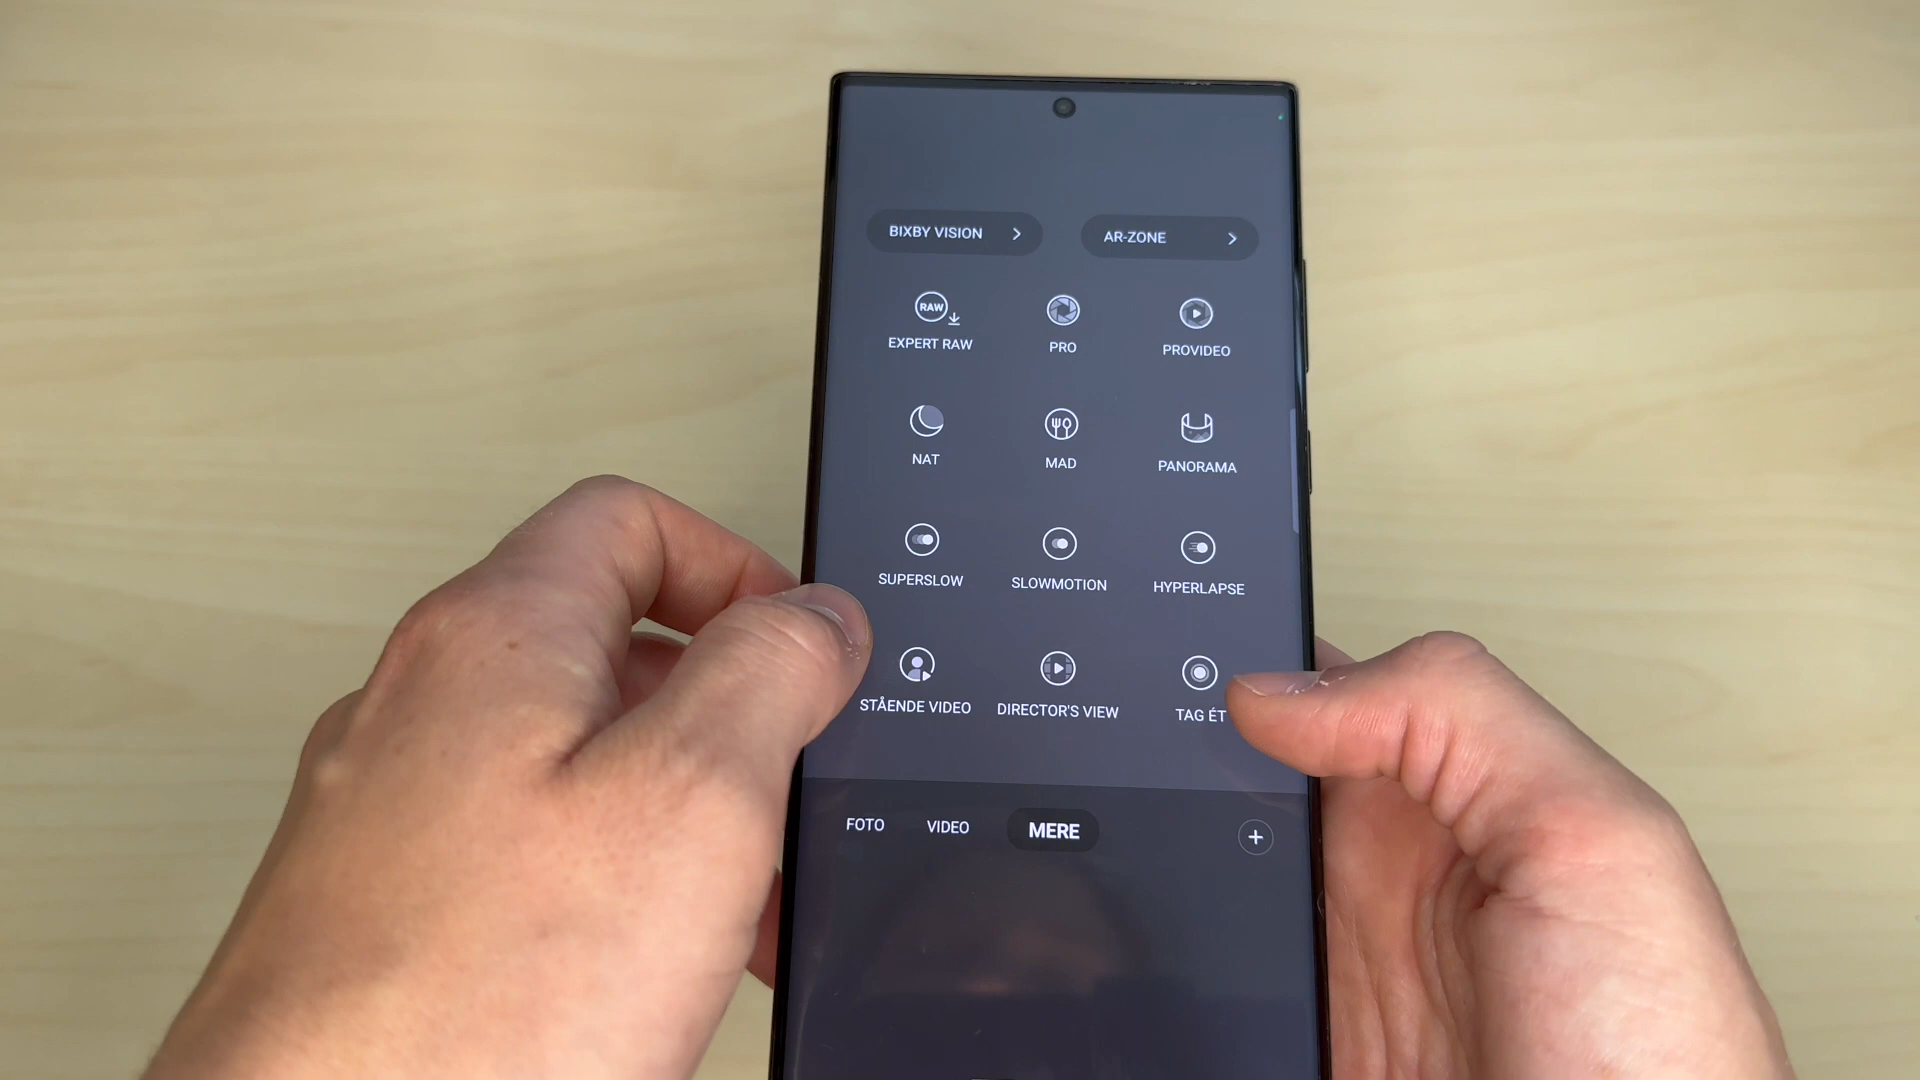 BIXBY VISION
AR-ZONE
RAW
EXPERT RAW
PRO
PROVIDEO
NAT
MAD
PANORAMA
SUPERSLOW
SLOWMOTION
HYPERLAPSE
STÅENDE VIDEO
DIRECTOR'S VIEW
TAG ÉT
FOTO
VIDEO
MERE